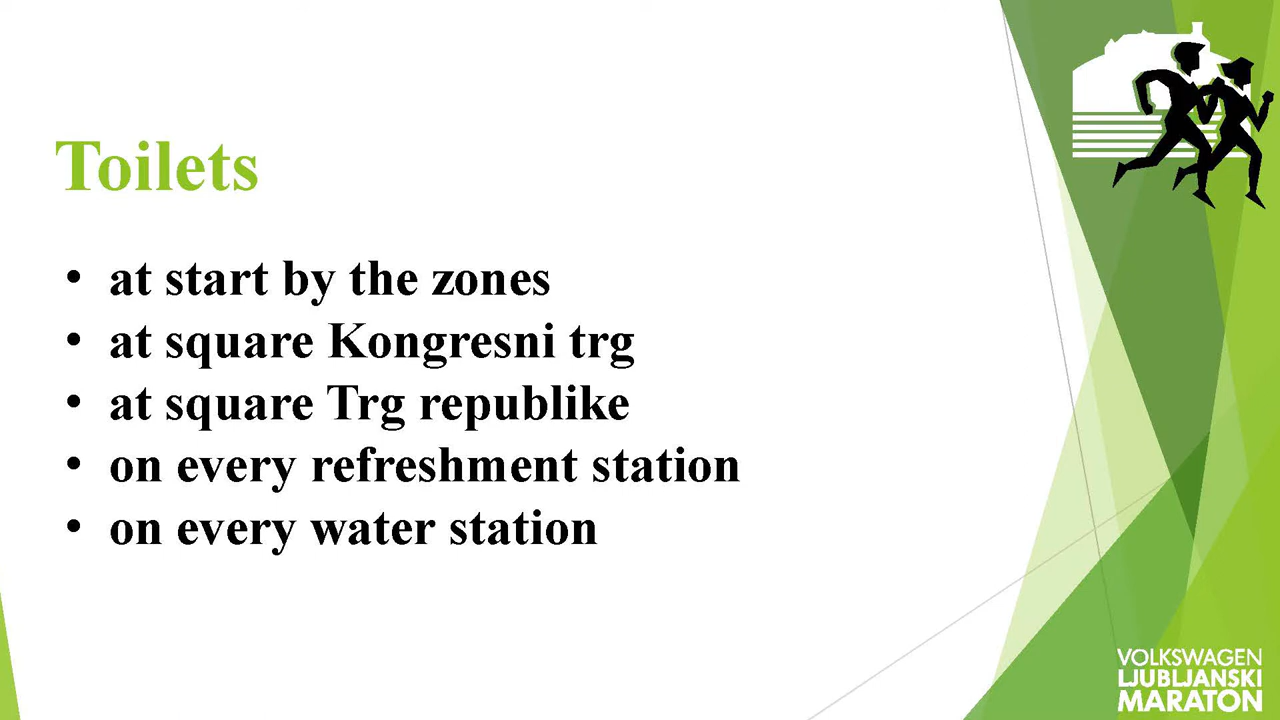 Toilets
• at start by the zones
• at square Kongresni trg
• at square Trg republike
• on every refreshment station
• on every water station
VOLKSWAGEN
LJUBLJANSKI
MARATON